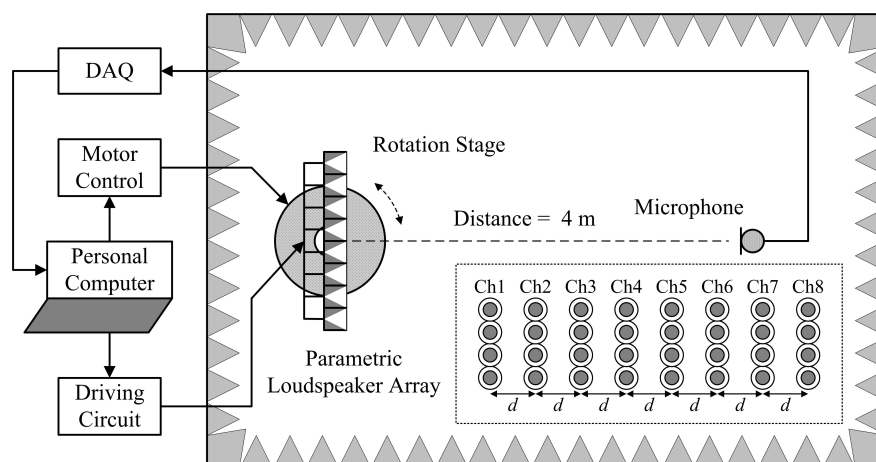 DAQ
Motor
Control
Personal
Computer
Driving
Circuit
Rotation Stage
Distance = 4 m
Microphone
Parametric
Loudspeaker Array
Ch1 Ch2 Ch3 Ch4 Ch5 Ch6 Ch7 Ch8
d d d d d d d